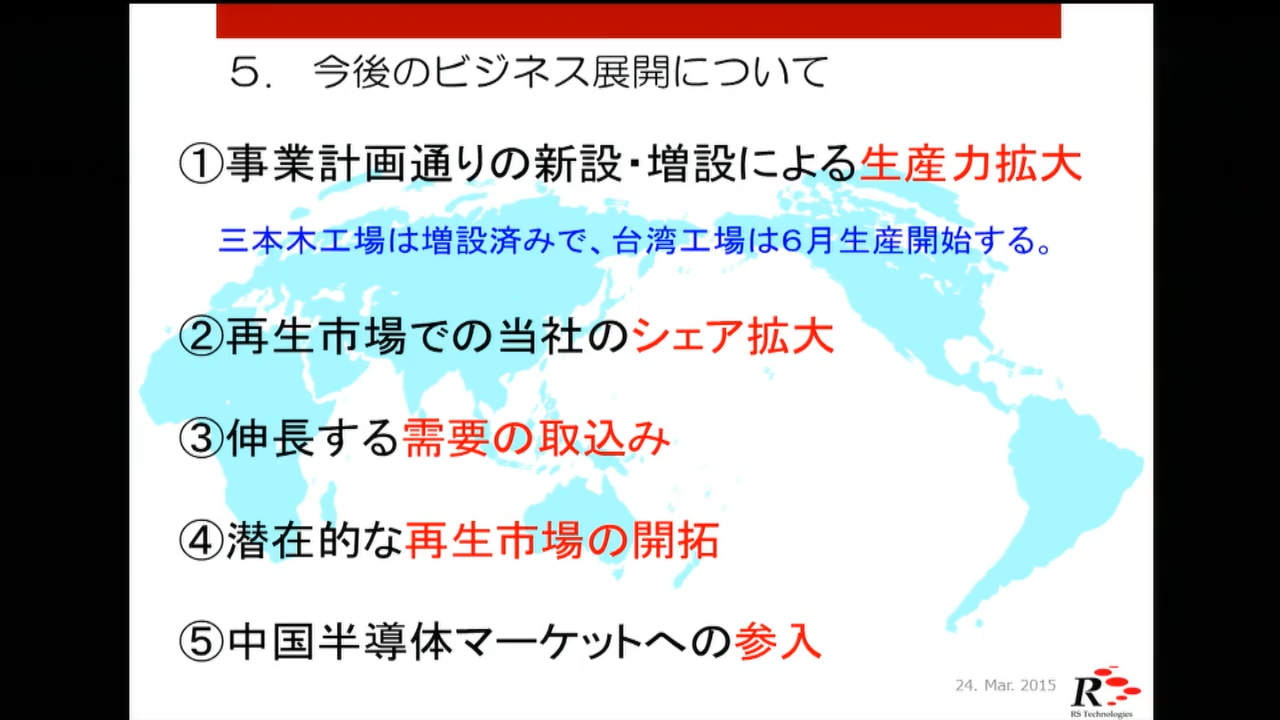 ５． 今後のビジネス展開について
①事業計画通りの新設・増設による生産力拡大
三本木工場は増設済みで、台湾工場は６月生産開始する。
②再生市場での当社のシェア拡大
③伸長する需要の取込み
④潜在的な再生市場の開拓
⑤中国半導体マーケットへの参入
24. Mar. 2015
RS Technologies